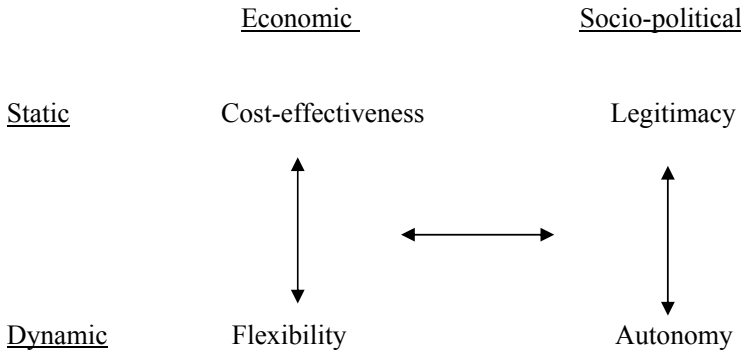 Economic Socio-political
Static Cost-effectiveness Legitimacy
Dynamic Flexibility Autonomy